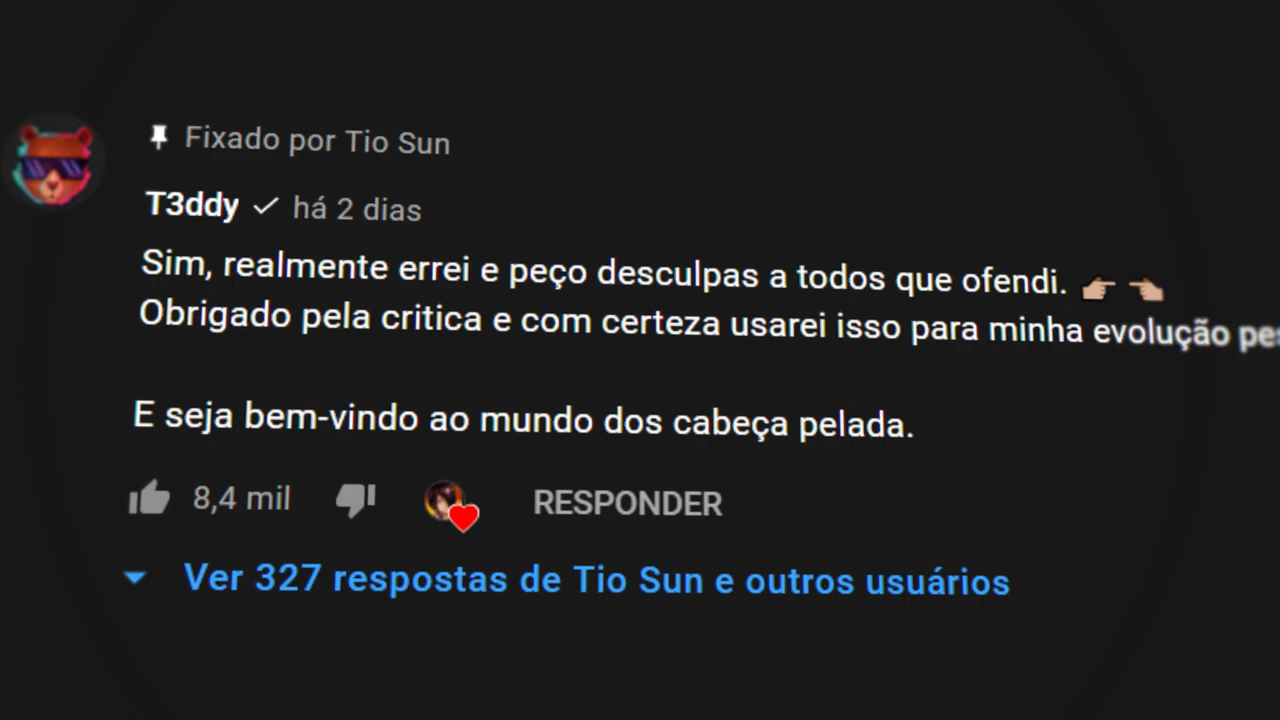 Fixado por Tio Sun
T3ddy há 2 dias
Sim, realmente errei e peço desculpas a todos que ofendi. 👉🏼 👈🏼
Obrigado pela critica e com certeza usarei isso para minha evolução
E seja bem-vindo ao mundo dos cabeça pelada.
8,4 mil RESPONDER
Ver 327 respostas de Tio Sun e outros usuários